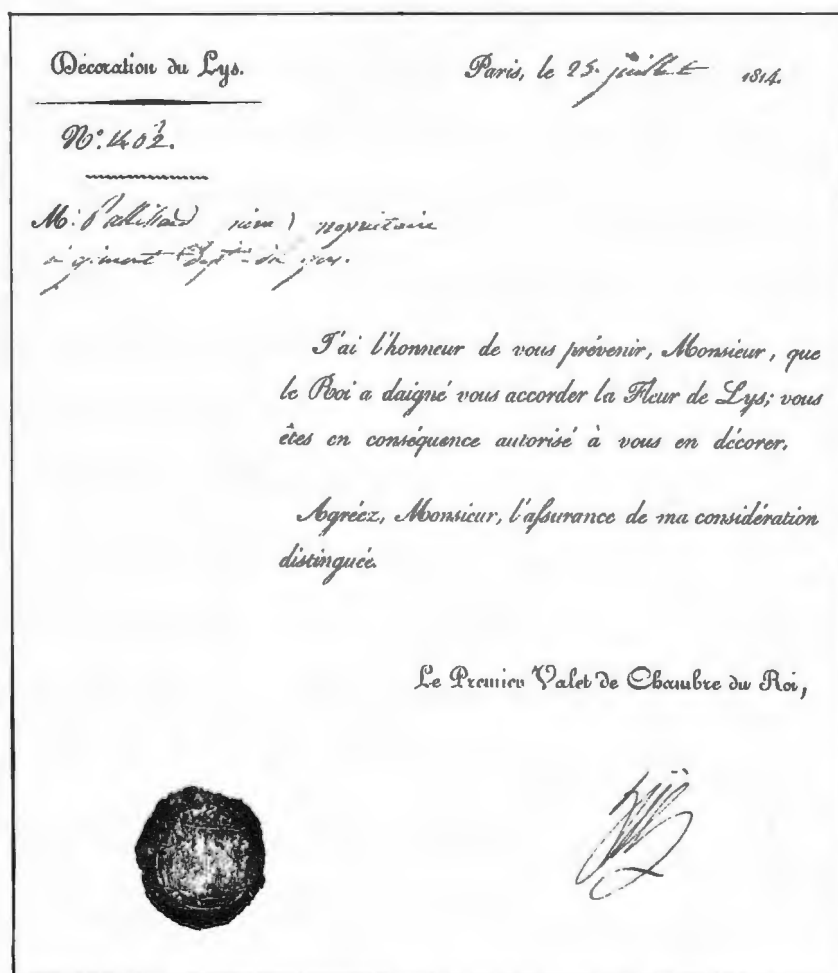 Décoration du Lys.
Paris, le 25 juillet 1814.
N.º 1402.
M.
J'ai l'honneur de vous prévenir, Monsieur, que
le Roi a daigné vous accorder la Fleur de Lys; vous
êtes en conséquence autorisé à vous en décorer.
Agréez, Monsieur, l'aſsurance de ma considération
distinguée.
Le Premier Valet de Chambre du Roi,